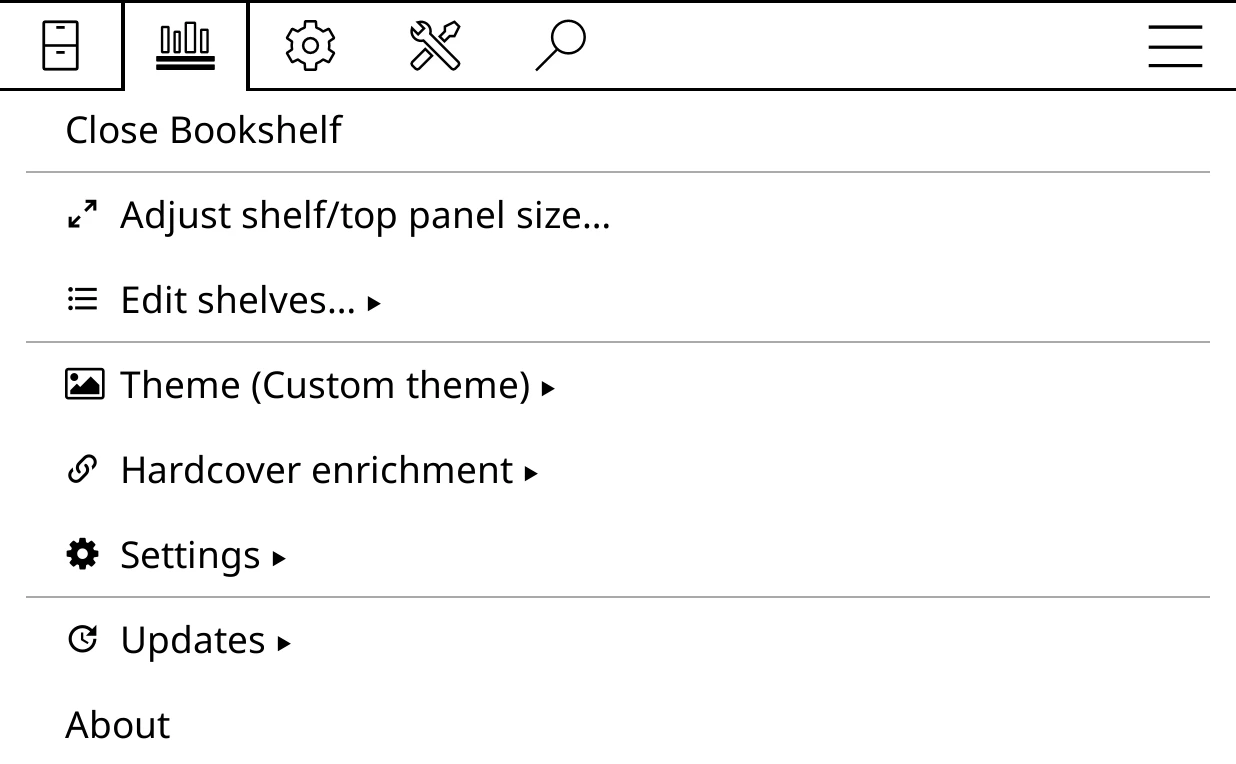 Close Bookshelf
Adjust shelf/top panel size...
Edit shelves... ▸
Theme (Custom theme) ▸
Hardcover enrichment ▸
Settings ▸
Updates ▸
About